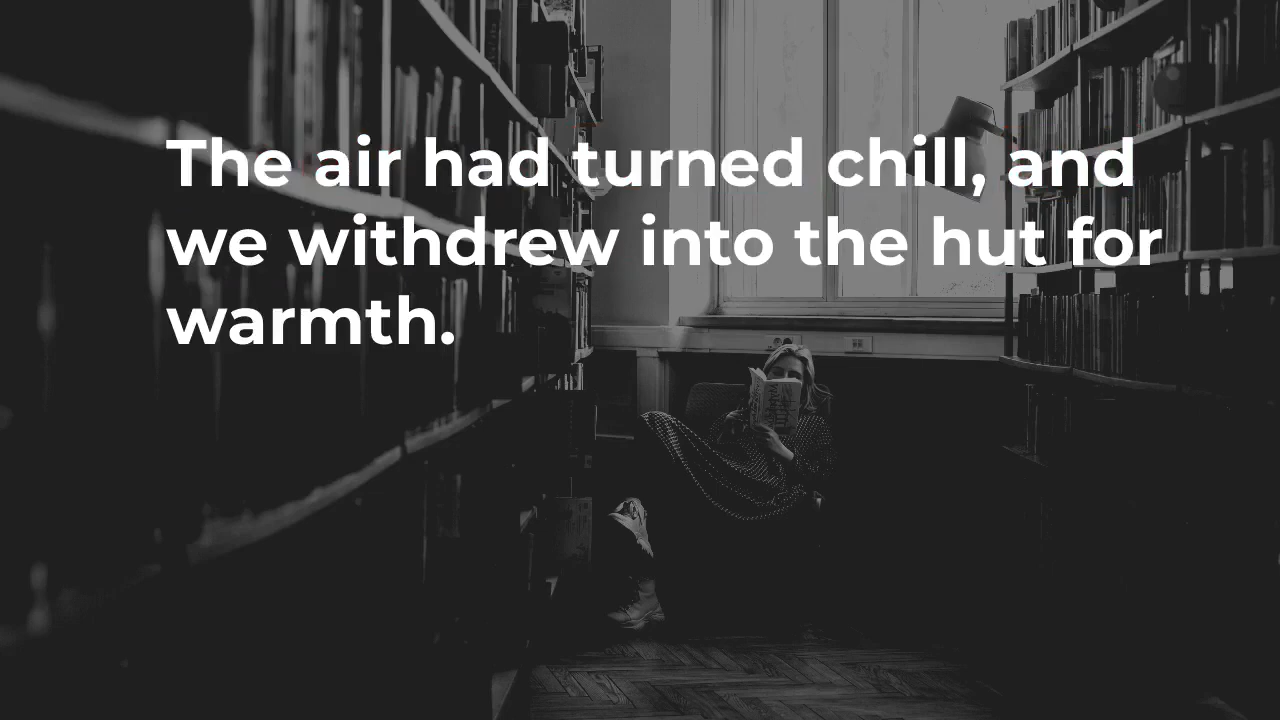 The air had turned chill, and
we withdrew into the hut for
warmth.